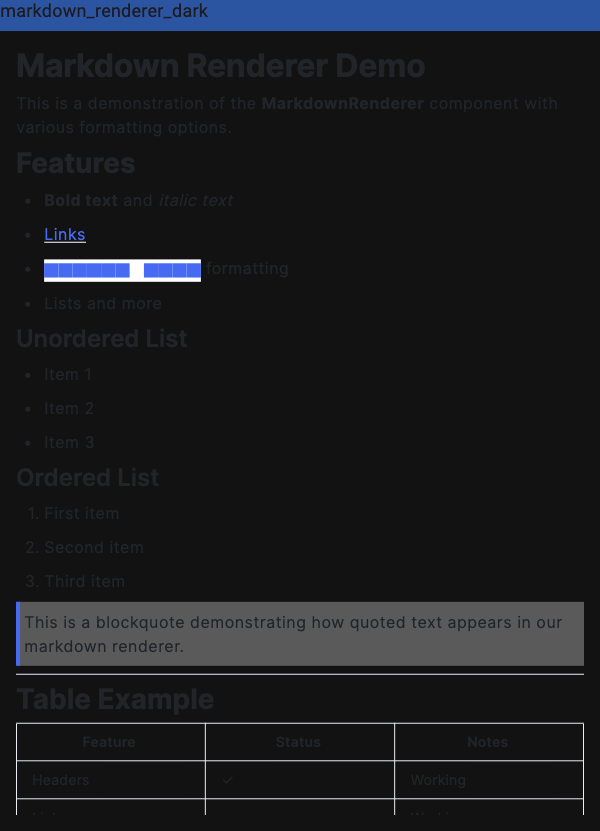 markdown_renderer_dark
Markdown Renderer Demo
This is a demonstration of the MarkdownRenderer component with
various formatting options.
Features
• Bold text and italic text
• Links
• formatting
• Lists and more
Unordered List
• Item 1
• Item 2
• Item 3
Ordered List
1. First item
2. Second item
3. Third item
This is a blockquote demonstrating how quoted text appears in our
markdown renderer.
Table Example
Feature Status Notes
Headers ✓ Working